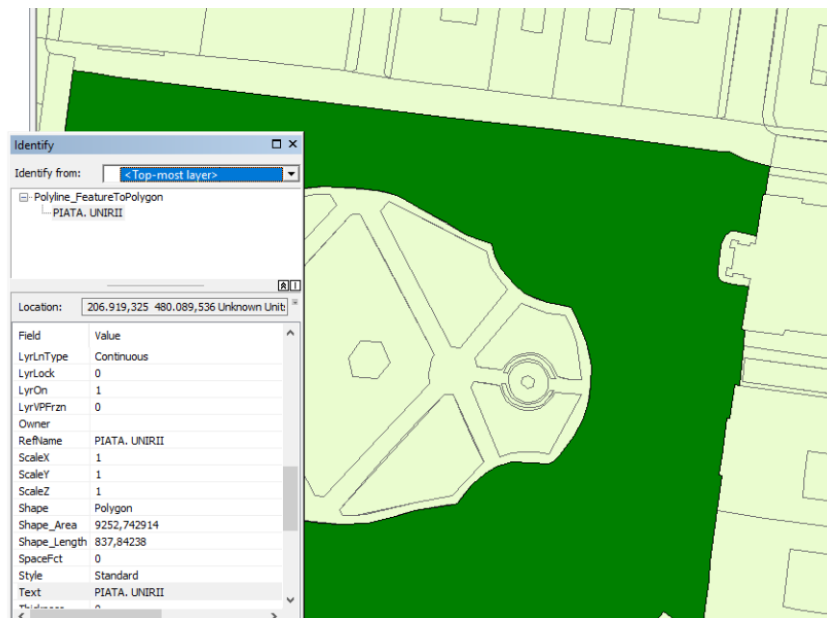 Identify
Identify from: <Top-most layer>
Polyline_FeatureToPolygon
PIATA. UNIRII
Location: 206.919,325 480.089,536 Unknown Unit
Field Value
LyrLnType Continuous
LyrLock 0
LyrOn 1
LyrVPFrzn 0
Owner
RefName PIATA. UNIRII
ScaleX 1
ScaleY 1
ScaleZ 1
Shape Polygon
Shape_Area 9252,742914
Shape_Length 837,84238
SpaceFct 0
Style Standard
Text PIATA. UNIRII